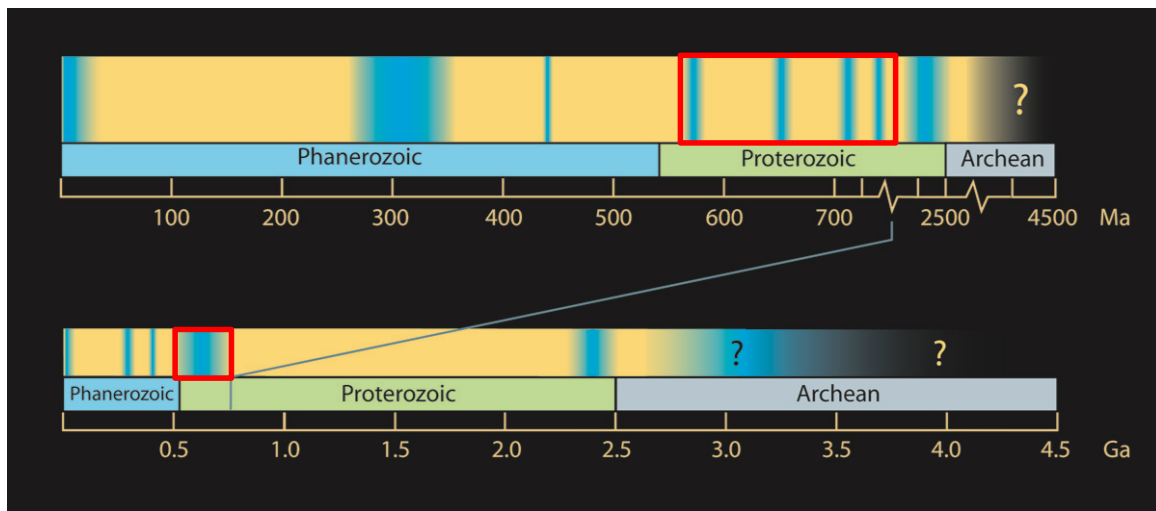 ?
Phanerozoic Proterozoic Archean
100 200 300 400 500 600 700 2500 4500 Ma
? ?
Phanerozoic Proterozoic Archean
0.5 1.0 1.5 2.0 2.5 3.0 3.5 4.0 4.5 Ga